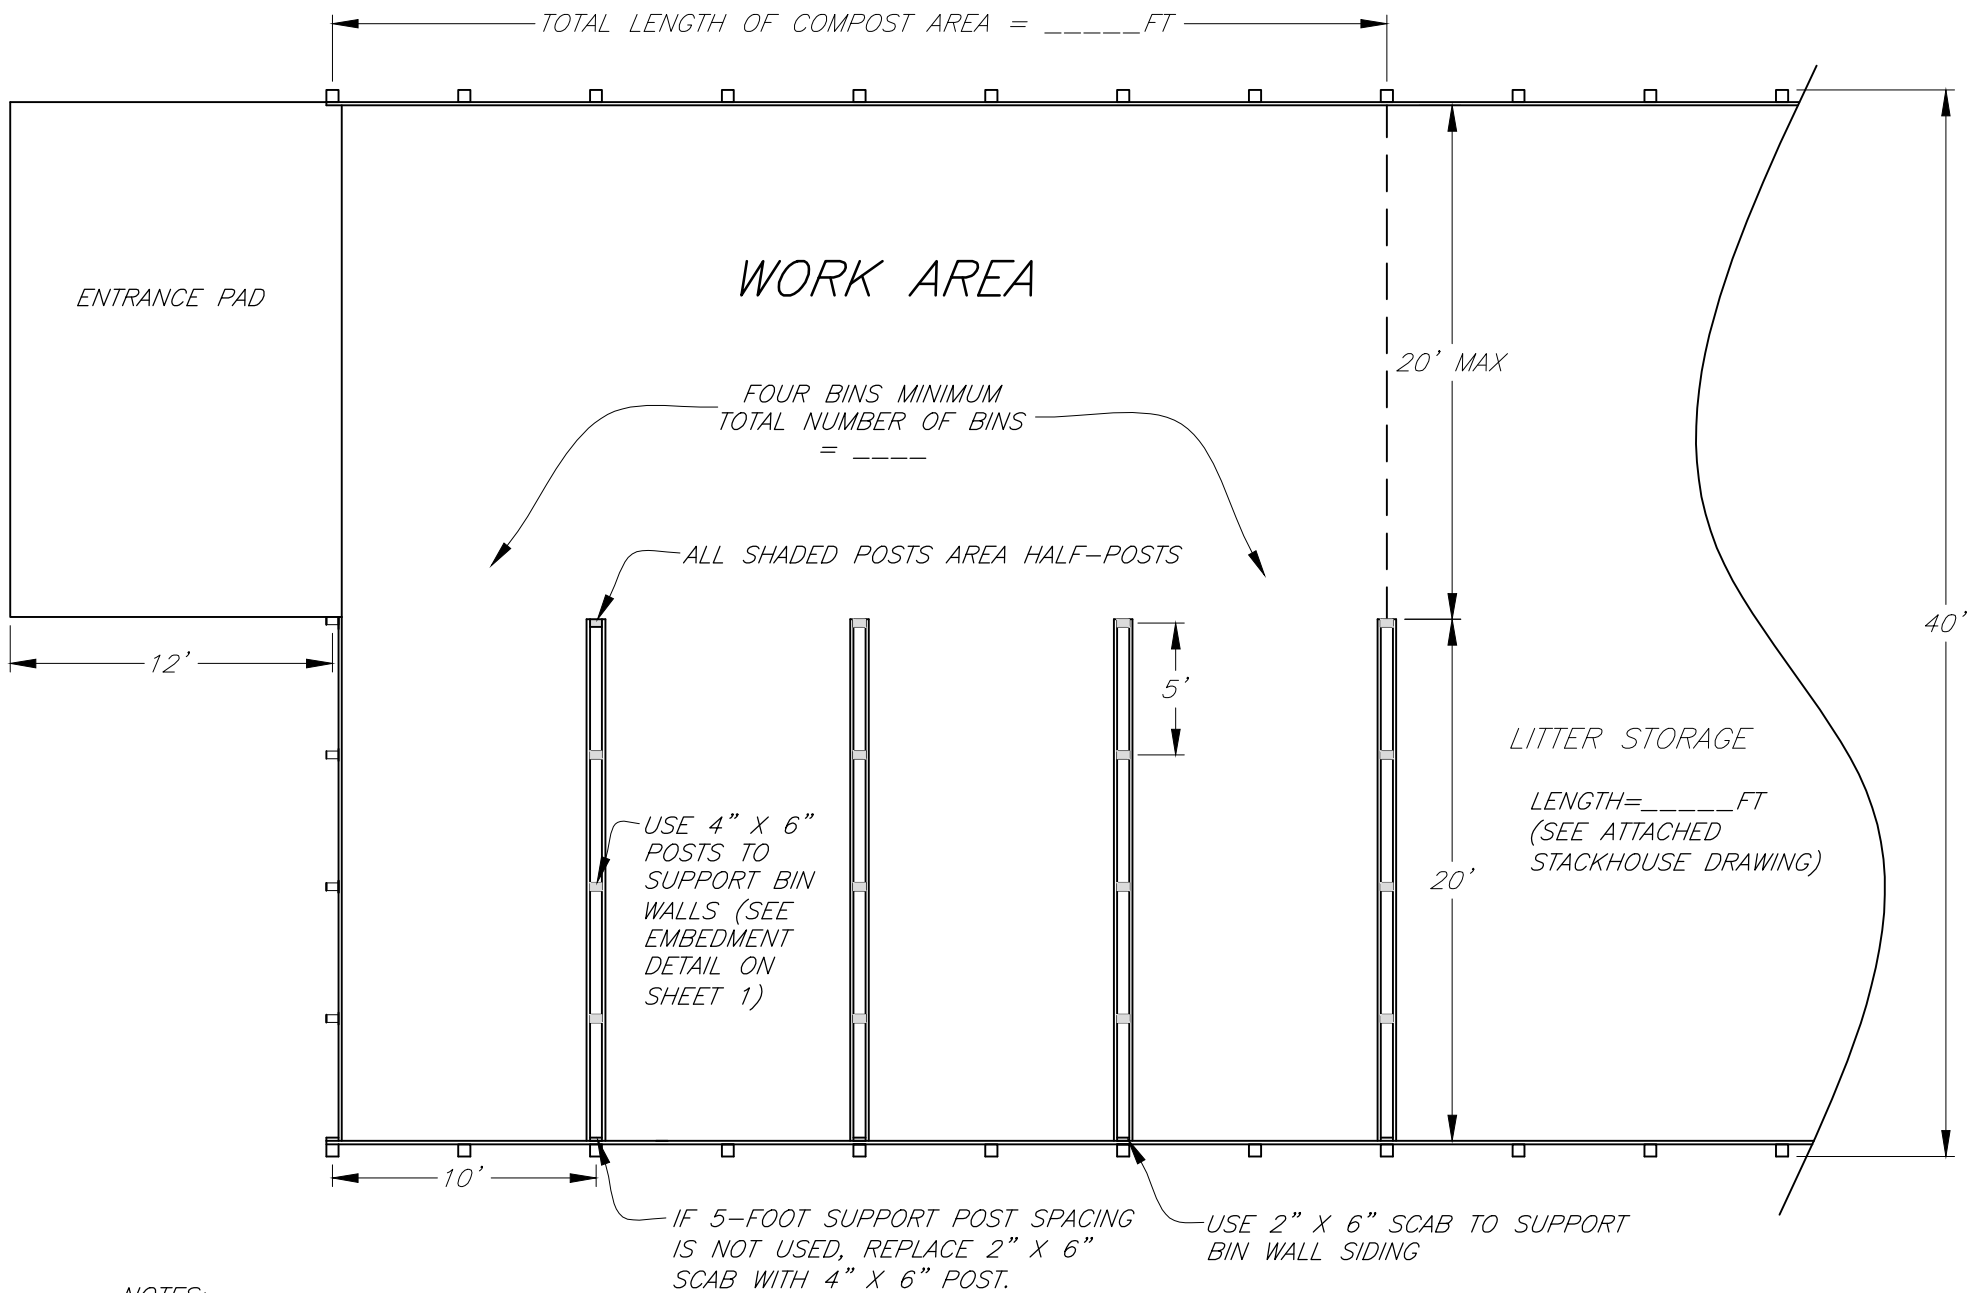 TOTAL LENGTH OF COMPOST AREA = _____FT
ENTRANCE PAD
WORK AREA
20' MAX
FOUR BINS MINIMUM
TOTAL NUMBER OF BINS
= ____
ALL SHADED POSTS AREA HALF-POSTS
40'
12'
5'
LITTER STORAGE
LENGTH=_____FT
(SEE ATTACHED
STACKHOUSE DRAWING)
USE 4" X 6"
POSTS TO
SUPPORT BIN
WALLS (SEE
EMBEDMENT
DETAIL ON
SHEET 1)
20'
10'
IF 5-FOOT SUPPORT POST SPACING
IS NOT USED, REPLACE 2" X 6"
SCAB WITH 4" X 6" POST.
USE 2" X 6" SCAB TO SUPPORT
BIN WALL SIDING
NOTES: